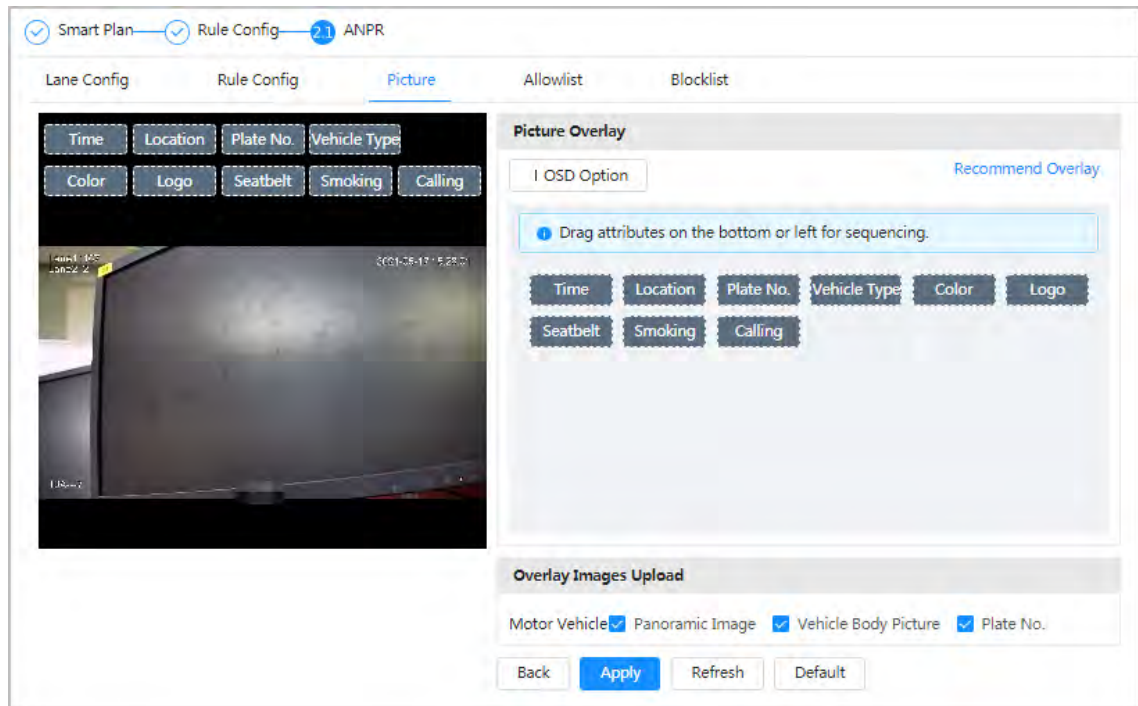 Smart Plan Rule Config 2.1 ANPR
Lane Config Rule Config Picture Allowlist Blocklist
Time Location Plate No. Vehicle Type
Color Logo Seatbelt Smoking Calling
Picture Overlay
I OSD Option Recommend Overlay
Drag attributes on the bottom or left for sequencing.
Time Location Plate No. Vehicle Type Color Logo
Seatbelt Smoking Calling
Overlay Images Upload
Motor Vehicle Panoramic Image Vehicle Body Picture Plate No.
Back Apply Refresh Default